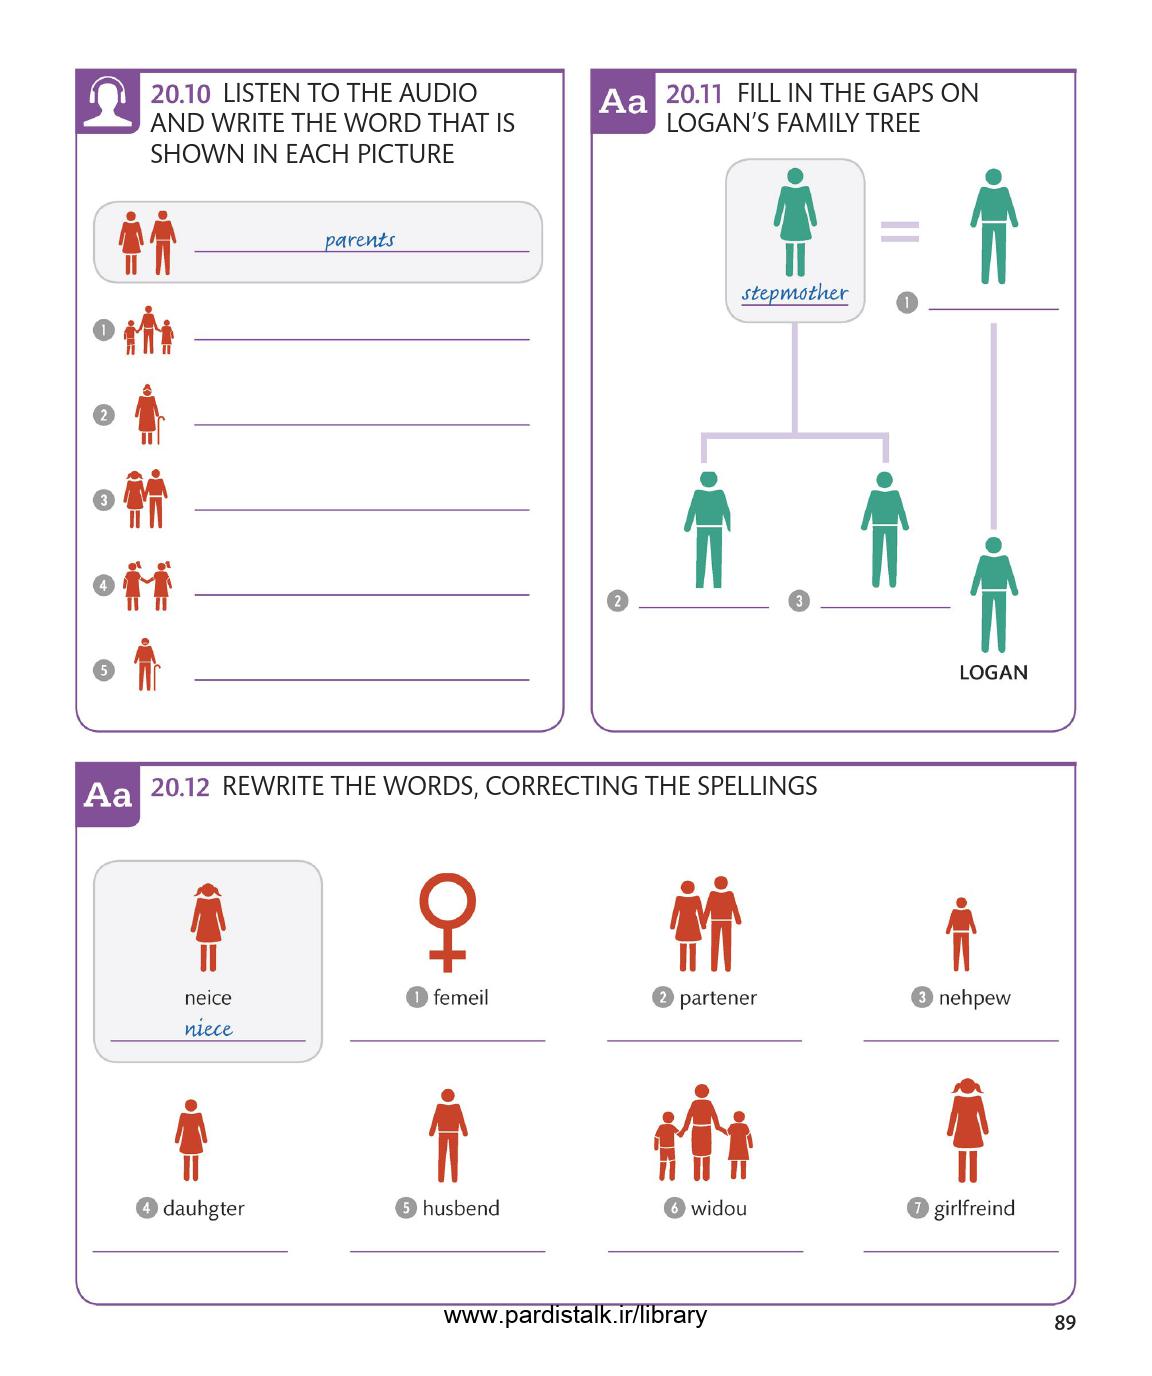 20.10 LISTEN TO THE AUDIO
AND WRITE THE WORD THAT IS
SHOWN IN EACH PICTURE
parents
1
2
3
4
5
Aa 20.11 FILL IN THE GAPS ON
LOGAN'S FAMILY TREE
stepmother
1
2
3
LOGAN
Aa 20.12 REWRITE THE WORDS, CORRECTING THE SPELLINGS
neice
niece
1 femeil
2 partener
3 nehpew
4 dauhgter
5 husbend
6 widou
7 girlfreind
www.pardistalk.ir/library
89